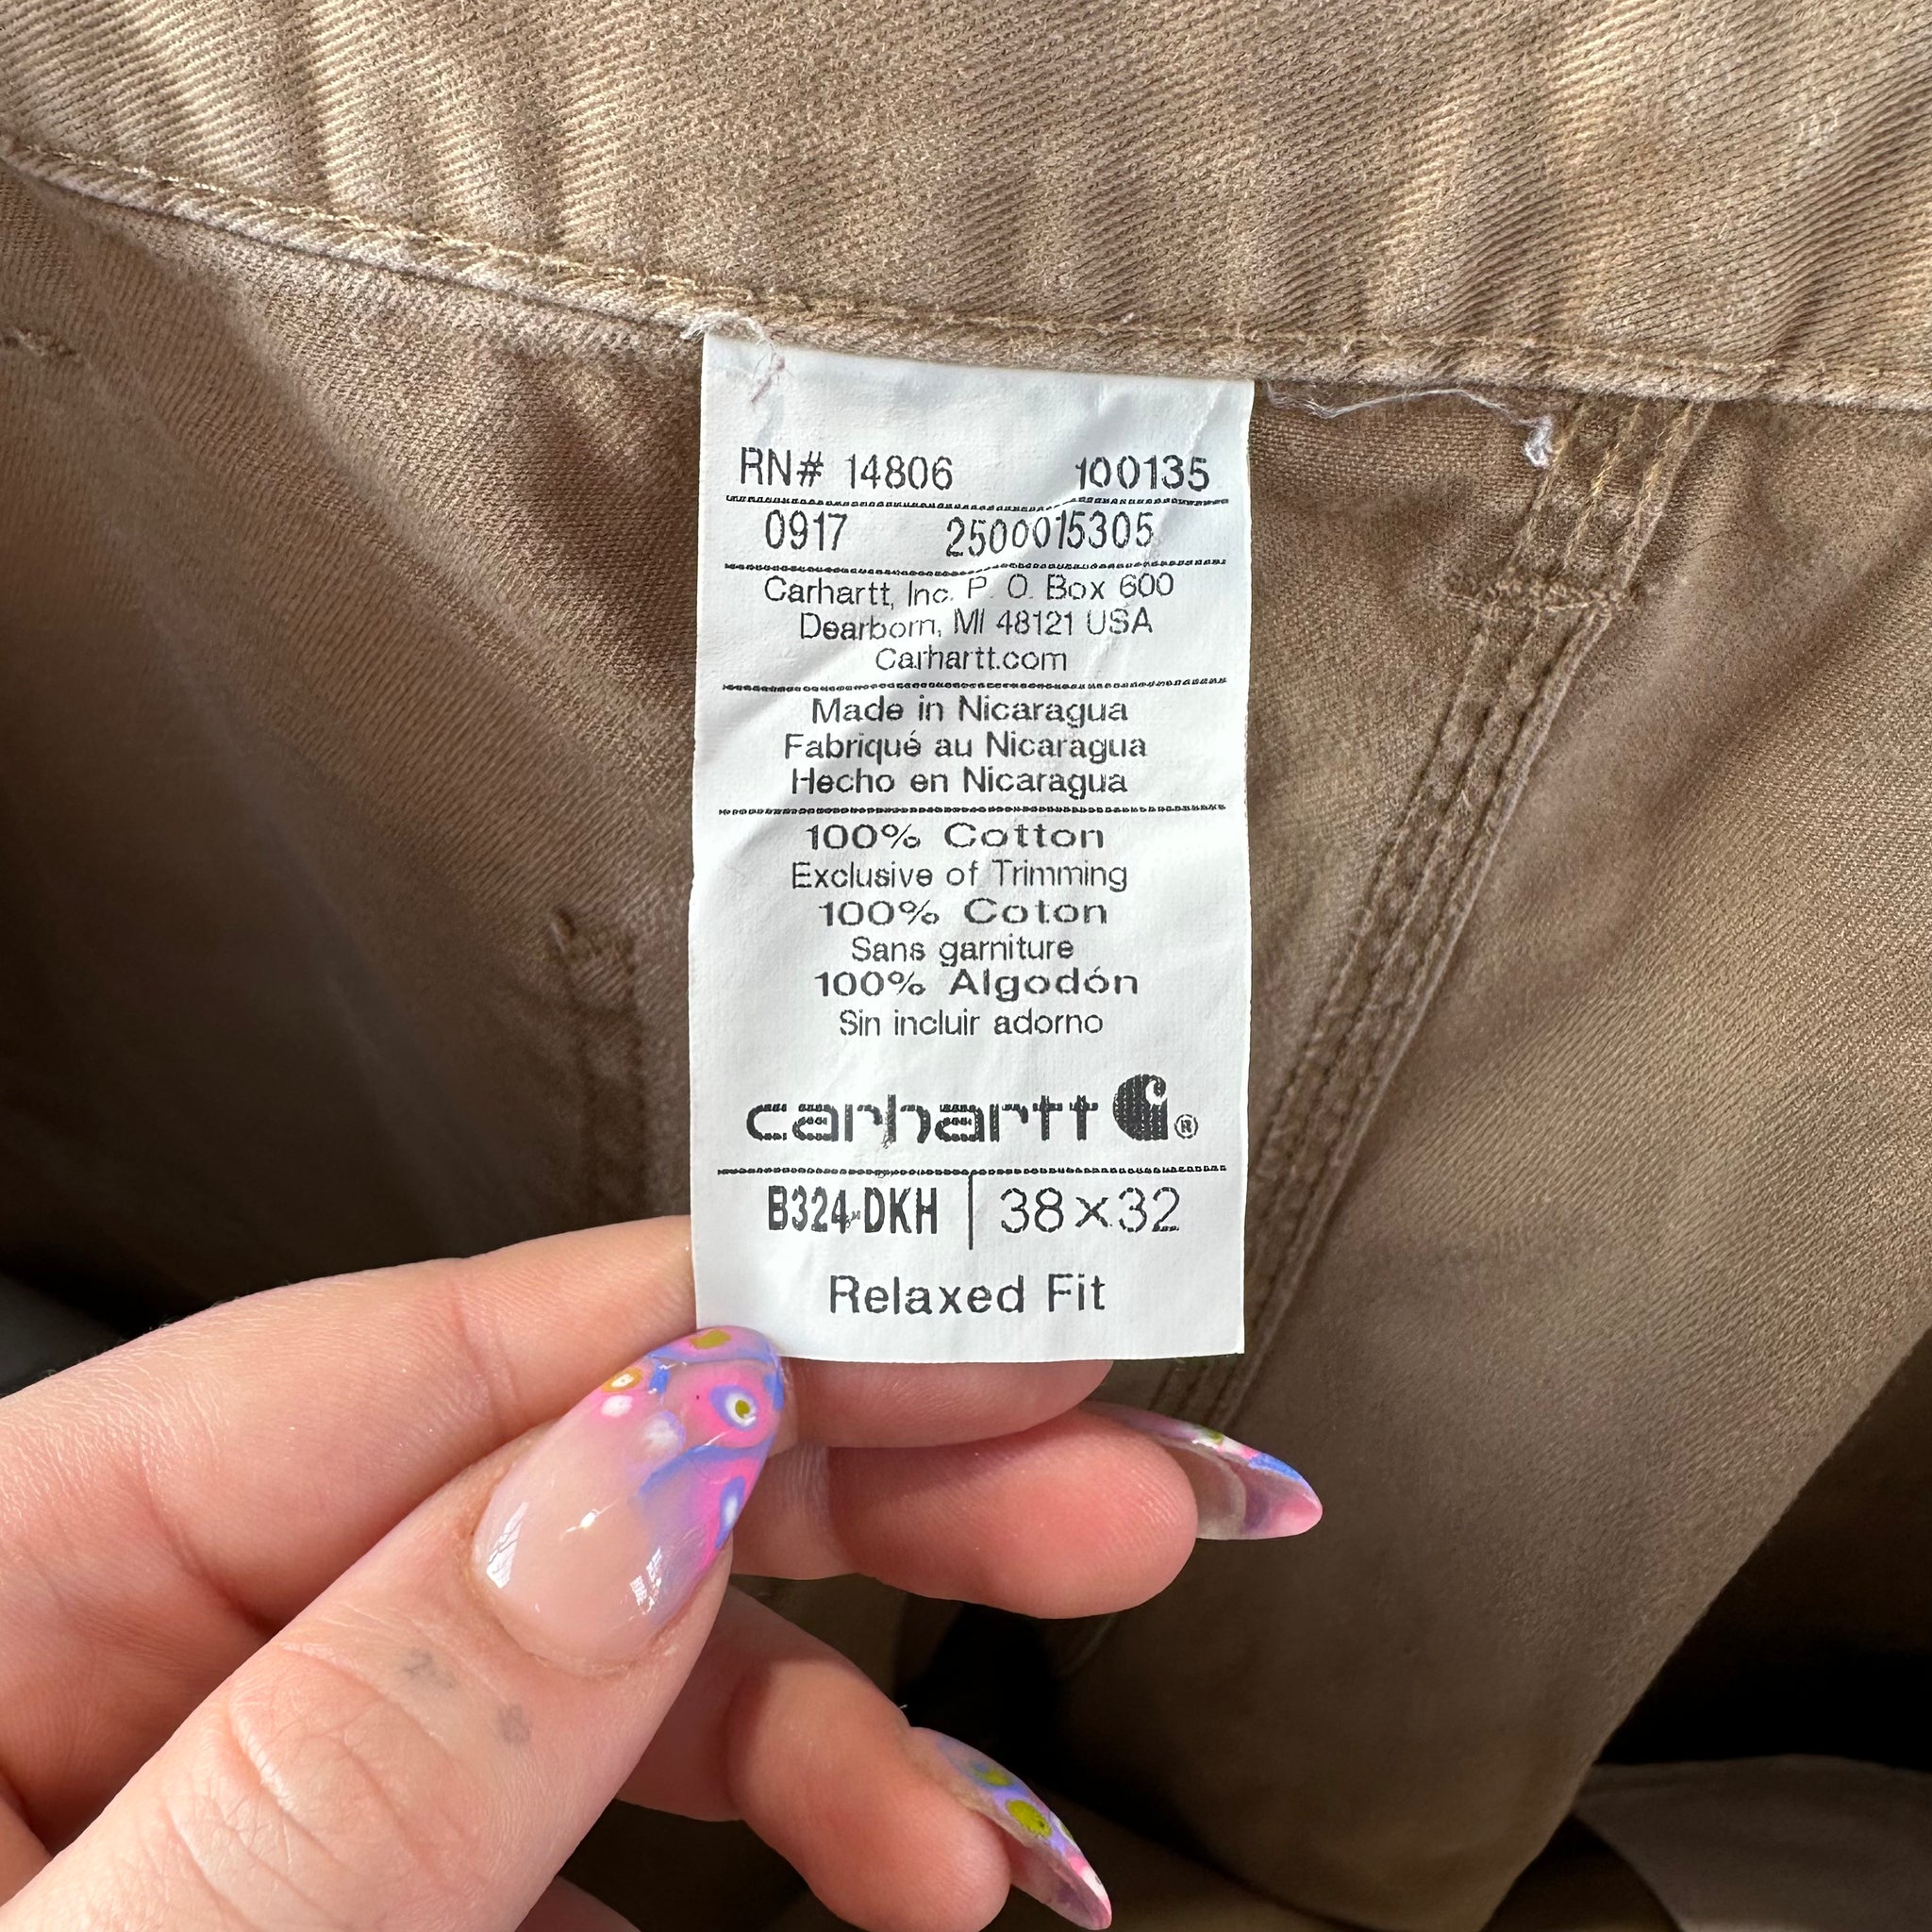 RN# 14806 100135
0917 2500015305
Carhartt, Inc. P. O. Box 600
Dearborn, MI 48121 USA
Carhartt.com
Made in Nicaragua
Fabriqué au Nicaragua
Hecho en Nicaragua
100% Cotton
Exclusive of Trimming
100% Coton
Sans garniture
100% Algodón
Sin incluir adorno
carhartt ®
B324-DKH | 38×32
Relaxed Fit